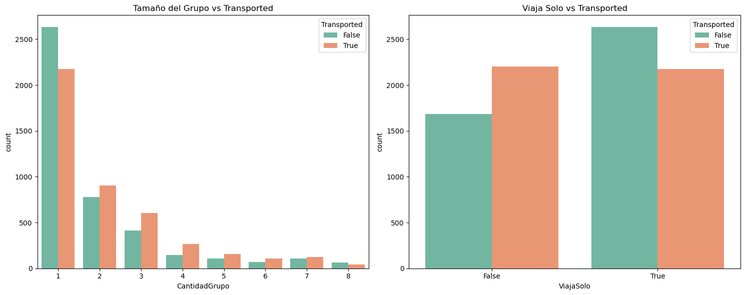 Tamaño del Grupo vs Transported
2500
2000
1500
1000
500
0
count
1 2 3 4 5 6 7 8
CantidadGrupo
Transported
False
True
Viaja Solo vs Transported
2500
2000
1500
1000
500
0
count
False True
ViajaSolo
Transported
False
True